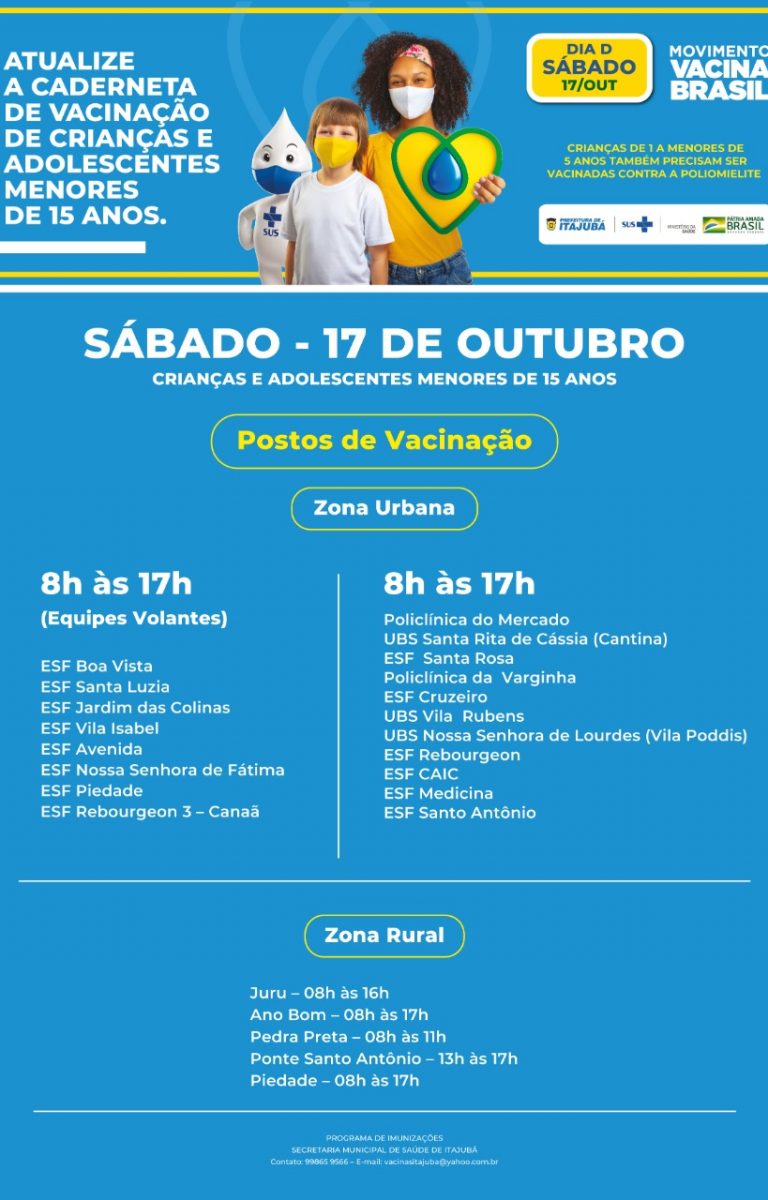 ATUALIZE
A CADERNETA
DE VACINAÇÃO
DE CRIANÇAS E
ADOLESCENTES
MENORES
DE 15 ANOS.
SUS
DIA D
SÁBADO
17/OUT
MOVIMENTO
VACINA
BRASIL
CRIANÇAS DE 1 A MENORES DE
5 ANOS TAMBÉM PRECISAM SER
VACINADAS CONTRA A POLIOMIELITE
PREFEITURA DE
ITAJUBÁ
SUS
MINISTÉRIO DA
SAÚDE
PÁTRIA AMADA
BRASIL
GOVERNO FEDERAL
SÁBADO - 17 DE OUTUBRO
CRIANÇAS E ADOLESCENTES MENORES DE 15 ANOS
Postos de Vacinação
Zona Urbana
8h às 17h
(Equipes Volantes)
ESF Boa Vista
ESF Santa Luzia
ESF Jardim das Colinas
ESF Vila Isabel
ESF Avenida
ESF Nossa Senhora de Fátima
ESF Piedade
ESF Rebourgeon 3 – Canaã
8h às 17h
Policlínica do Mercado
UBS Santa Rita de Cássia (Cantina)
ESF Santa Rosa
Policlínica da Varginha
ESF Cruzeiro
UBS Vila Rubens
UBS Nossa Senhora de Lourdes (Vila Poddis)
ESF Rebourgeon
ESF CAIC
ESF Medicina
ESF Santo Antônio
Zona Rural
Juru – 08h às 16h
Ano Bom – 08h às 17h
Pedra Preta – 08h às 11h
Ponte Santo Antônio – 13h às 17h
Piedade – 08h às 17h
PROGRAMA DE IMUNIZAÇÕES
SECRETARIA MUNICIPAL DE SAÚDE DE ITAJUBÁ
Contato: 99865 9566 – E-mail: vacinasitajuba@yahoo.com.br